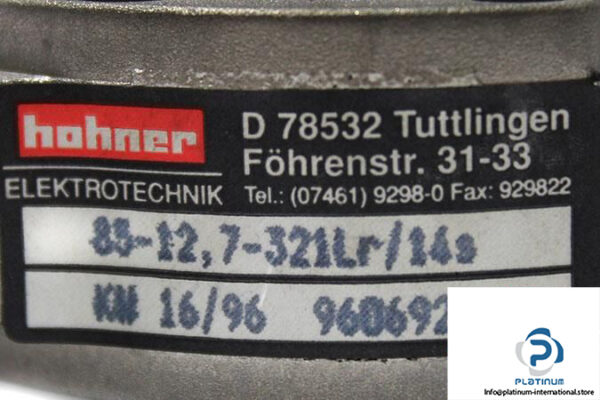 hohner
ELEKTROTECHNIK
D 78532 Tuttlingen
Föhrenstr. 31-33
Tel.: (07461) 9298-0 Fax: 929822
85-12,7-321Lr/14s
KW 16/96 960692
PLATINUM
Info@platinum-international.store